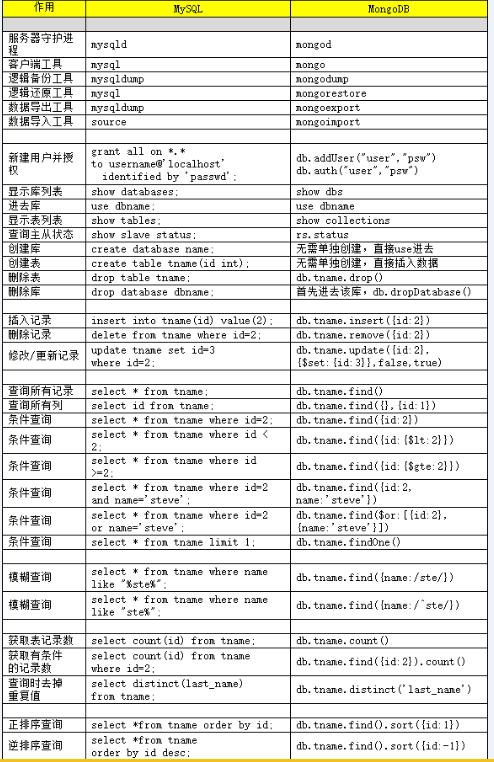 作用 MySQL MongoDB
服务器守护进程 mysqld mongod
客户端工具 mysql mongo
逻辑备份工具 mysqldump mongodump
逻辑还原工具 mysql mongorestore
数据导出工具 mysqldump mongoexport
数据导入工具 source mongoimport
新建用户并授权 grant all on *.* to username@'localhost' identified by 'passwd'; db.addUser("user","psw") db.auth("user","psw")
显示库列表 show databases; show dbs
进去库 use dbname; use dbname
显示表列表 show tables; show collections
查询主从状态 show slave status; rs.status
创建库 create database name; 无需单独创建，直接use进去
创建表 create table tname(id int); 无需单独创建，直接插入数据
删除表 drop table tname; db.tname.drop()
删除库 drop database dbname; 首先进去该库，db.dropDatabase()
插入记录 insert into tname(id) value(2); db.tname.insert({id:2})
删除记录 delete from tname where id=2; db.tname.remove({id:2})
修改/更新记录 update tname set id=3 where id=2; db.tname.update({id:2}, {$set:{id:3}},false,true)
查询所有记录 select * from tname; db.tname.find()
查询所有列 select id from tname; db.tname.find({},{id:1})
条件查询 select * from tname where id=2; db.tname.find({id:2})
条件查询 select * from tname where id < 2; db.tname.find({id:{$lt:2}})
条件查询 select * from tname where id >=2; db.tname.find({id:{$gte:2}})
条件查询 select * from tname where id=2 and name='steve'; db.tname.find({id:2, name:'steve'})
条件查询 select * from tname where id=2 or name='steve'; db.tname.find($or:[{id:2}, {name:'steve'}])
条件查询 select * from tname limit 1; db.tname.findOne()
模糊查询 select * from tname where name like "%ste%"; db.tname.find({name:/ste/})
模糊查询 select * from tname where name like "ste%"; db.tname.find({name:/^ste/})
获取表记录数 select count(id) from tname; db.tname.count()
获取有条件的记录数 select count(id) from tname where id=2; db.tname.find({id:2}).count()
查询时去掉重复值 select distinct(last_name) from tname; db.tname.distinct('last_name')
正排序查询 select *from tname order by id; db.tname.find().sort({id:1})
逆排序查询 select *from tname order by id desc; db.tname.find().sort({id:-1})